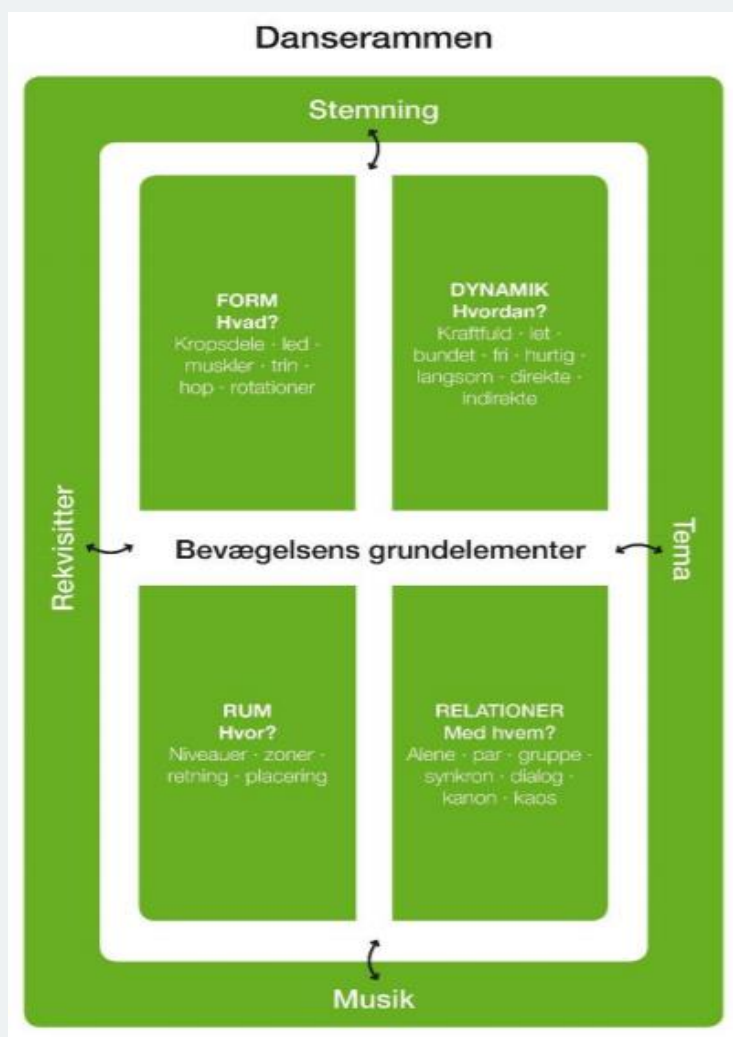 Danserammen
Stemning
FORM
Hvad?
Kropsdele · led ·
muskler · trin ·
hop · rotationer
DYNAMIK
Hvordan?
Kraftfuld · let ·
bundet · fri · hurtig ·
langsom · direkte ·
indirekte
Rekvisitter
Bevægelsens grundelementer
Tema
RUM
Hvor?
Niveauer · zoner ·
retning · placering
RELATIONER
Med hvem?
Alene · par · gruppe ·
synkron · dialog ·
kanon · kaos
Musik